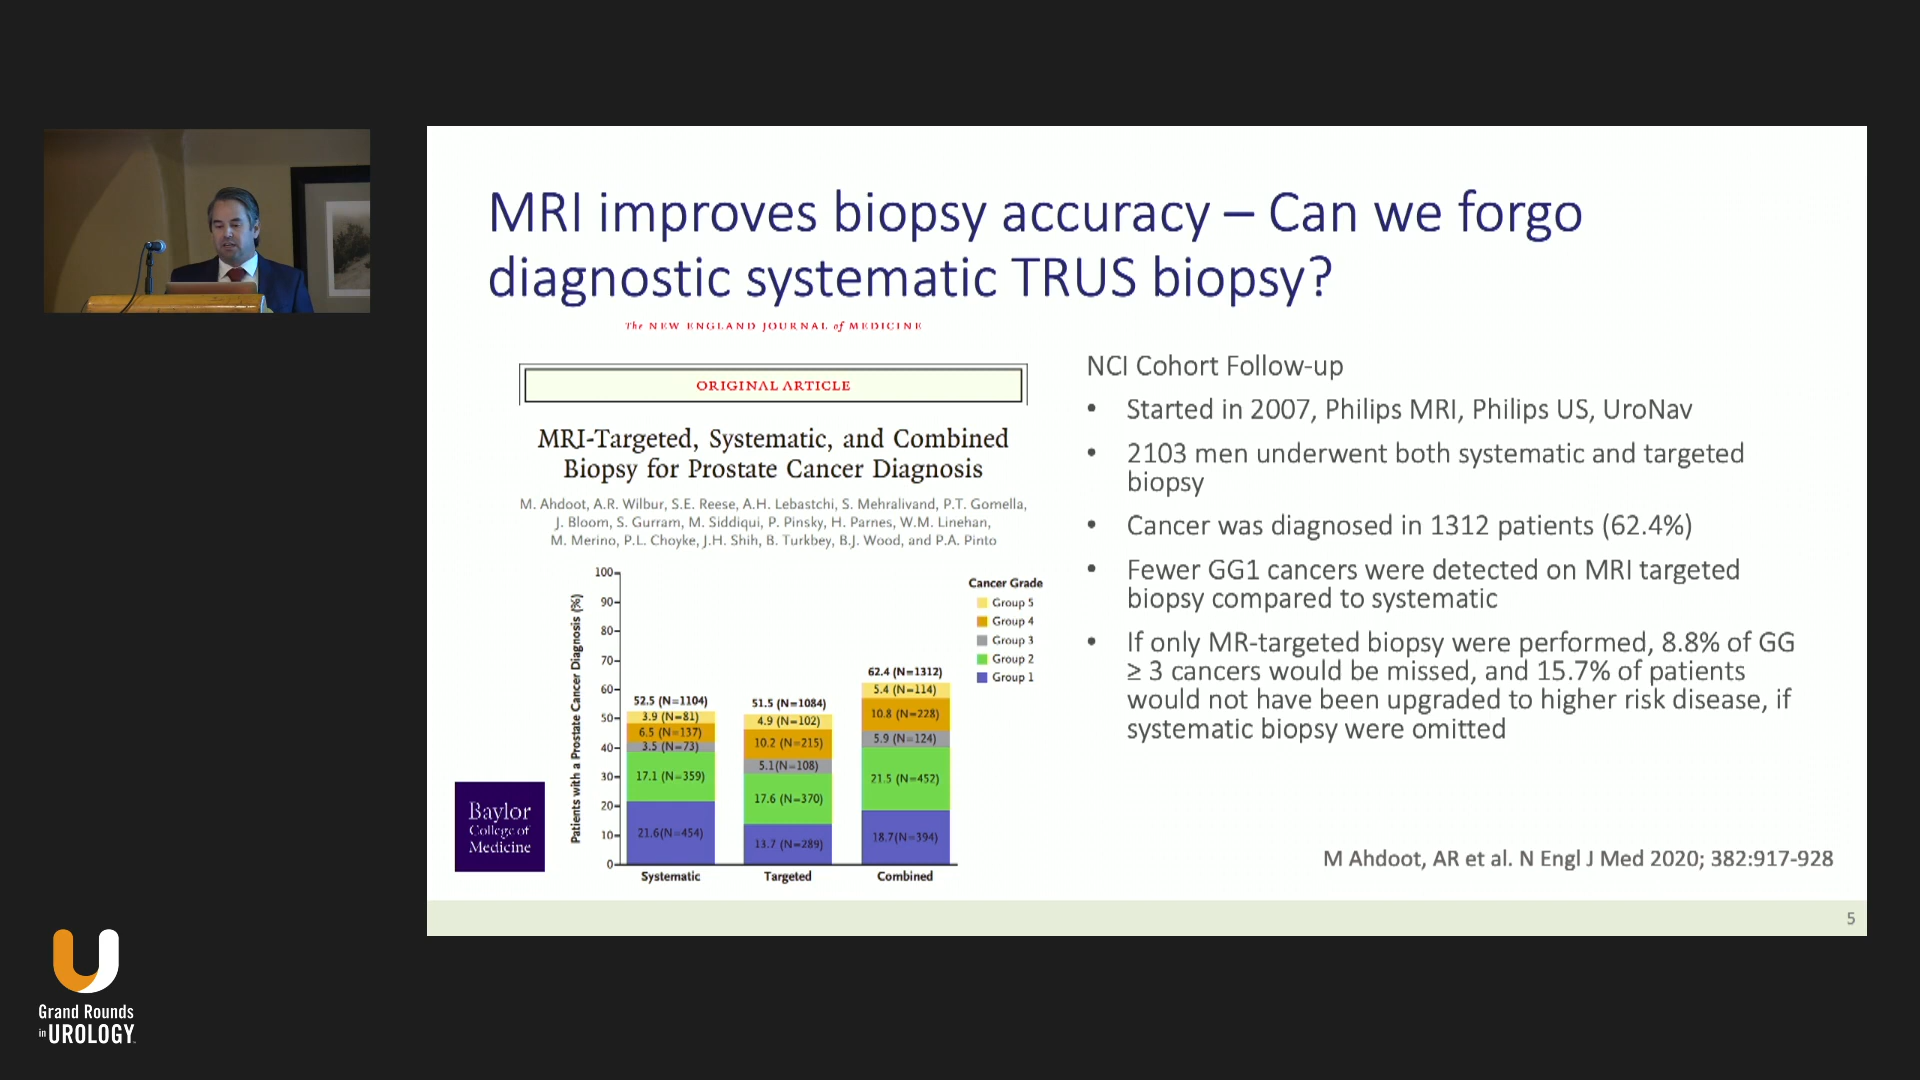 MRI improves biopsy accuracy – Can we forgo
diagnostic systematic TRUS biopsy?
The NEW ENGLAND JOURNAL of MEDICINE
ORIGINAL ARTICLE
MRI-Targeted, Systematic, and Combined
Biopsy for Prostate Cancer Diagnosis
M. Ahdoot, A.R. Wilbur, S.E. Reese, A.H. Lebastchi, S. Mehralivand, P.T. Gomella,
J. Bloom, S. Gurram, M. Siddiqui, P. Pinsky, H. Parnes, W.M. Linehan,
M. Merino, P.L. Choyke, J.H. Shih, B. Turkbey, B.J. Wood, and P.A. Pinto
Patients with a Prostate Cancer Diagnosis (%)
100
90
80
70
60
50
40
30
20
10
0
52.5 (N=1104)
3.9 (N=81)
6.5 (N=137)
3.5 (N=73)
17.1 (N=359)
21.6(N=454)
Systematic
51.5 (N=1084)
4.9 (N=102)
10.2 (N=215)
5.1(N=108)
17.6 (N=370)
13.7 (N=289)
Targeted
62.4 (N=1312)
5.4 (N=114)
10.8 (N=228)
5.9 (N=124)
21.5 (N=452)
18.7(N=394)
Combined
Cancer Grade
Group 5
Group 4
Group 3
Group 2
Group 1
NCI Cohort Follow-up
• Started in 2007, Philips MRI, Philips US, UroNav
• 2103 men underwent both systematic and targeted
biopsy
• Cancer was diagnosed in 1312 patients (62.4%)
• Fewer GG1 cancers were detected on MRI targeted
biopsy compared to systematic
• If only MR-targeted biopsy were performed, 8.8% of GG
≥ 3 cancers would be missed, and 15.7% of patients
would not have been upgraded to higher risk disease, if
systematic biopsy were omitted
M Ahdoot, AR et al. N Engl J Med 2020; 382:917-928
5
Baylor
College of
Medicine
Grand Rounds
in UROLOGY